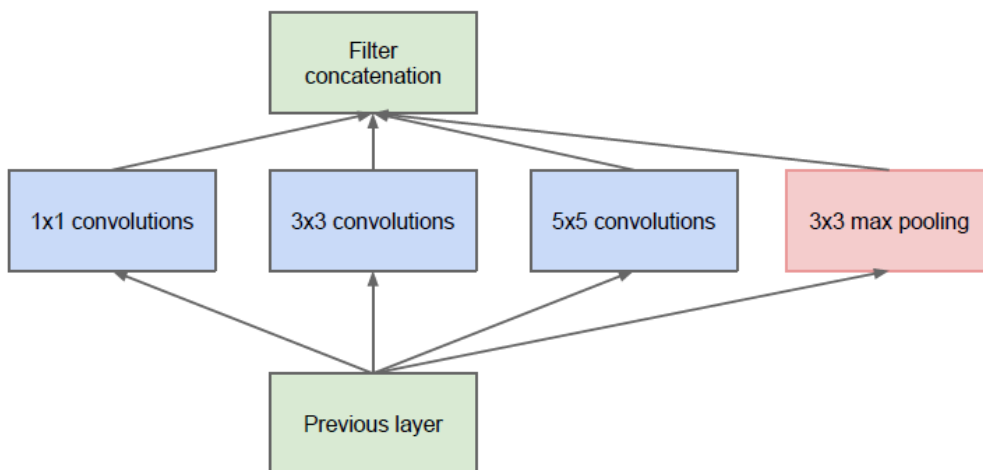 Filter
concatenation
1x1 convolutions
3x3 convolutions
5x5 convolutions
3x3 max pooling
Previous layer